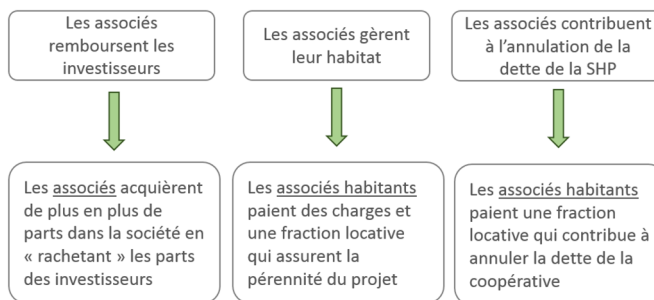 Les associés
remboursent les
investisseurs
Les associés gèrent
leur habitat
Les associés contribuent
à l’annulation de la
dette de la SHP
Les associés acquièrent
de plus en plus de
parts dans la société en
« rachetant » les parts
des investisseurs
Les associés habitants
paient des charges et
une fraction locative
qui assurent la
pérennité du projet
Les associés habitants
paient une fraction
locative qui contribue à
annuler la dette de la
coopérative